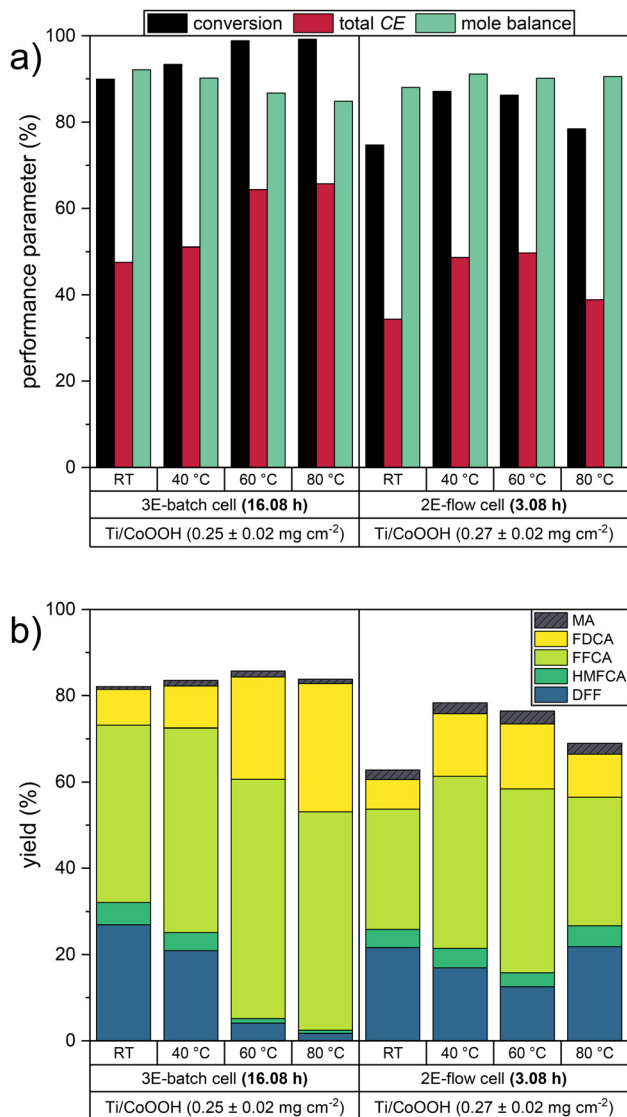 conversion total CE mole balance
a)
performance parameter (%)
100
80
60
40
20
0
RT 40 °C 60 °C 80 °C RT 40 °C 60 °C 80 °C
3E-batch cell (16.08 h) 2E-flow cell (3.08 h)
Ti/CoOOH (0.25 ± 0.02 mg cm⁻²) Ti/CoOOH (0.27 ± 0.02 mg cm⁻²)
b)
yield (%)
100
80
60
40
20
0
MA
FDCA
FFCA
HMFCA
DFF
RT 40 °C 60 °C 80 °C RT 40 °C 60 °C 80 °C
3E-batch cell (16.08 h) 2E-flow cell (3.08 h)
Ti/CoOOH (0.25 ± 0.02 mg cm⁻²) Ti/CoOOH (0.27 ± 0.02 mg cm⁻²)